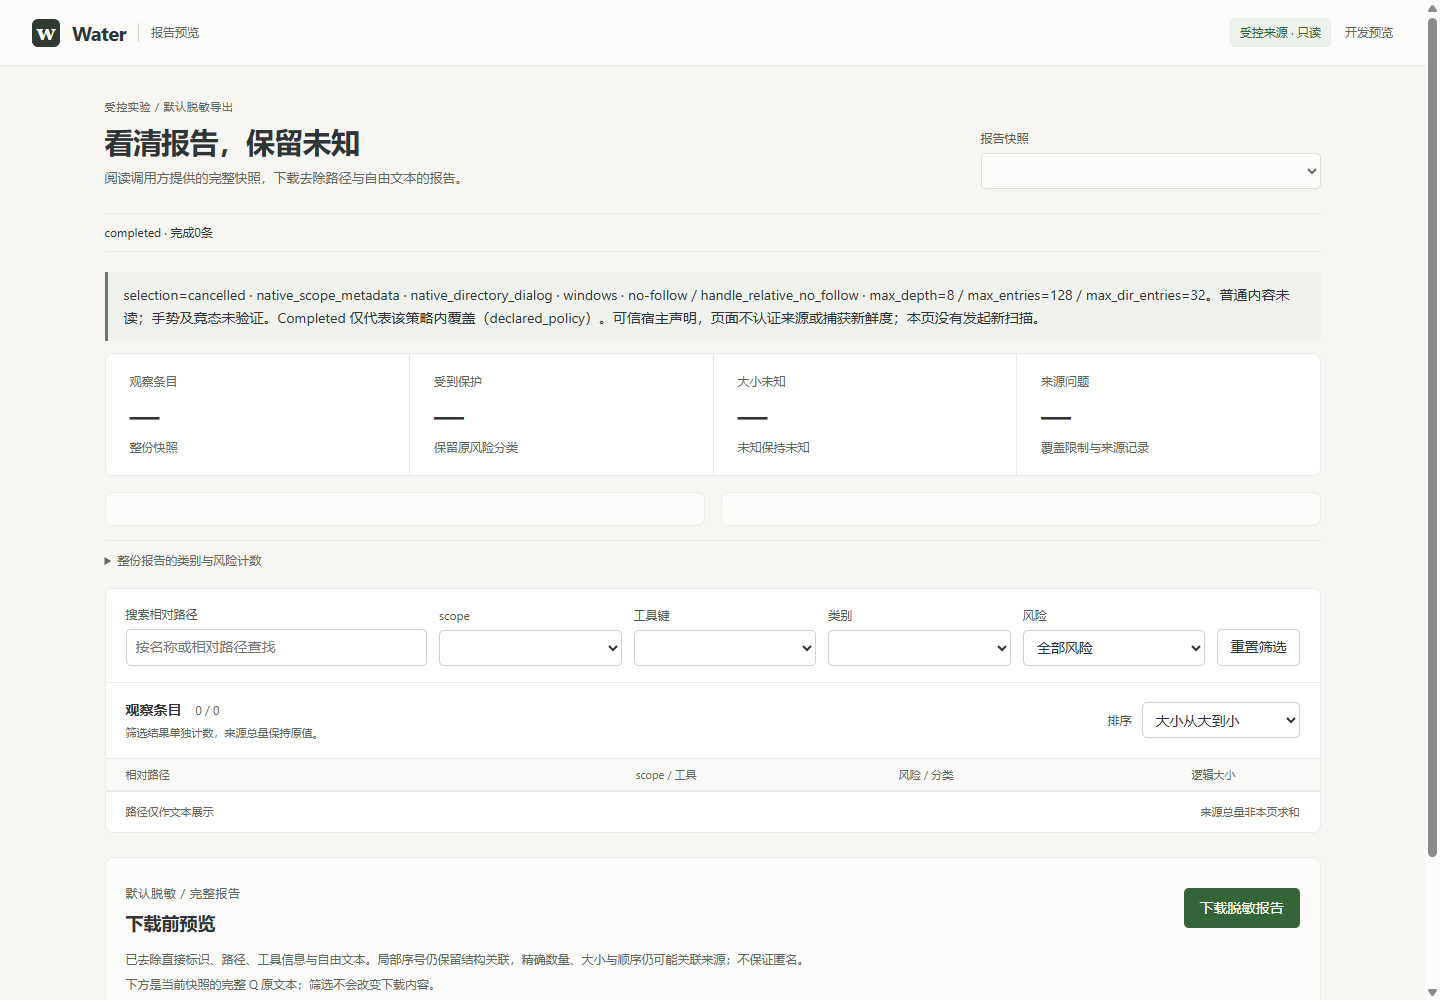 w Water 报告预览 受控来源 · 只读 开发预览
受控实验 / 默认脱敏导出
看清报告，保留未知
阅读调用方提供的完整快照，下载去除路径与自由文本的报告。
报告快照
completed · 完成0条
selection=cancelled · native_scope_metadata · native_directory_dialog · windows · no-follow / handle_relative_no_follow · max_depth=8 / max_entries=128 / max_dir_entries=32。普通内容未
读；手势及竞态未验证。Completed 仅代表该策略内覆盖（declared_policy）。可信宿主声明，页面不认证来源或捕获新鲜度；本页没有发起新扫描。
观察条目 受到保护 大小未知 来源问题
— — — —
整份快照 保留原风险分类 未知保持未知 覆盖限制与来源记录
▶ 整份报告的类别与风险计数
搜索相对路径 scope 工具键 类别 风险
按名称或相对路径查找 全部风险 重置筛选
观察条目 0 / 0
筛选结果单独计数，来源总量保持原值。
排序 大小从大到小
相对路径 scope / 工具 风险 / 分类 逻辑大小
路径仅作文本展示 来源总量非本页求和
默认脱敏 / 完整报告
下载前预览
下载脱敏报告
已去除直接标识、路径、工具信息与自由文本。局部序号仍保留结构关联，精确数量、大小与顺序仍可能关联来源；不保证匿名。
下方是当前快照的完整 Q 原文本；筛选不会改变下载内容。